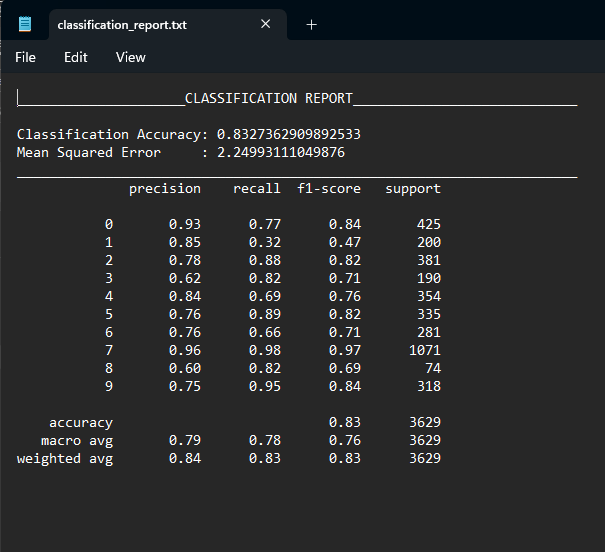 classification_report.txt
File Edit View
_____________________CLASSIFICATION REPORT____________________________
Classification Accuracy: 0.8327362909892533
Mean Squared Error     : 2.24993111049876
______________________________________________________________________
precision recall f1-score support
0 0.93 0.77 0.84 425
1 0.85 0.32 0.47 200
2 0.78 0.88 0.82 381
3 0.62 0.82 0.71 190
4 0.84 0.69 0.76 354
5 0.76 0.89 0.82 335
6 0.76 0.66 0.71 281
7 0.96 0.98 0.97 1071
8 0.60 0.82 0.69 74
9 0.75 0.95 0.84 318
accuracy 0.83 3629
macro avg 0.79 0.78 0.76 3629
weighted avg 0.84 0.83 0.83 3629